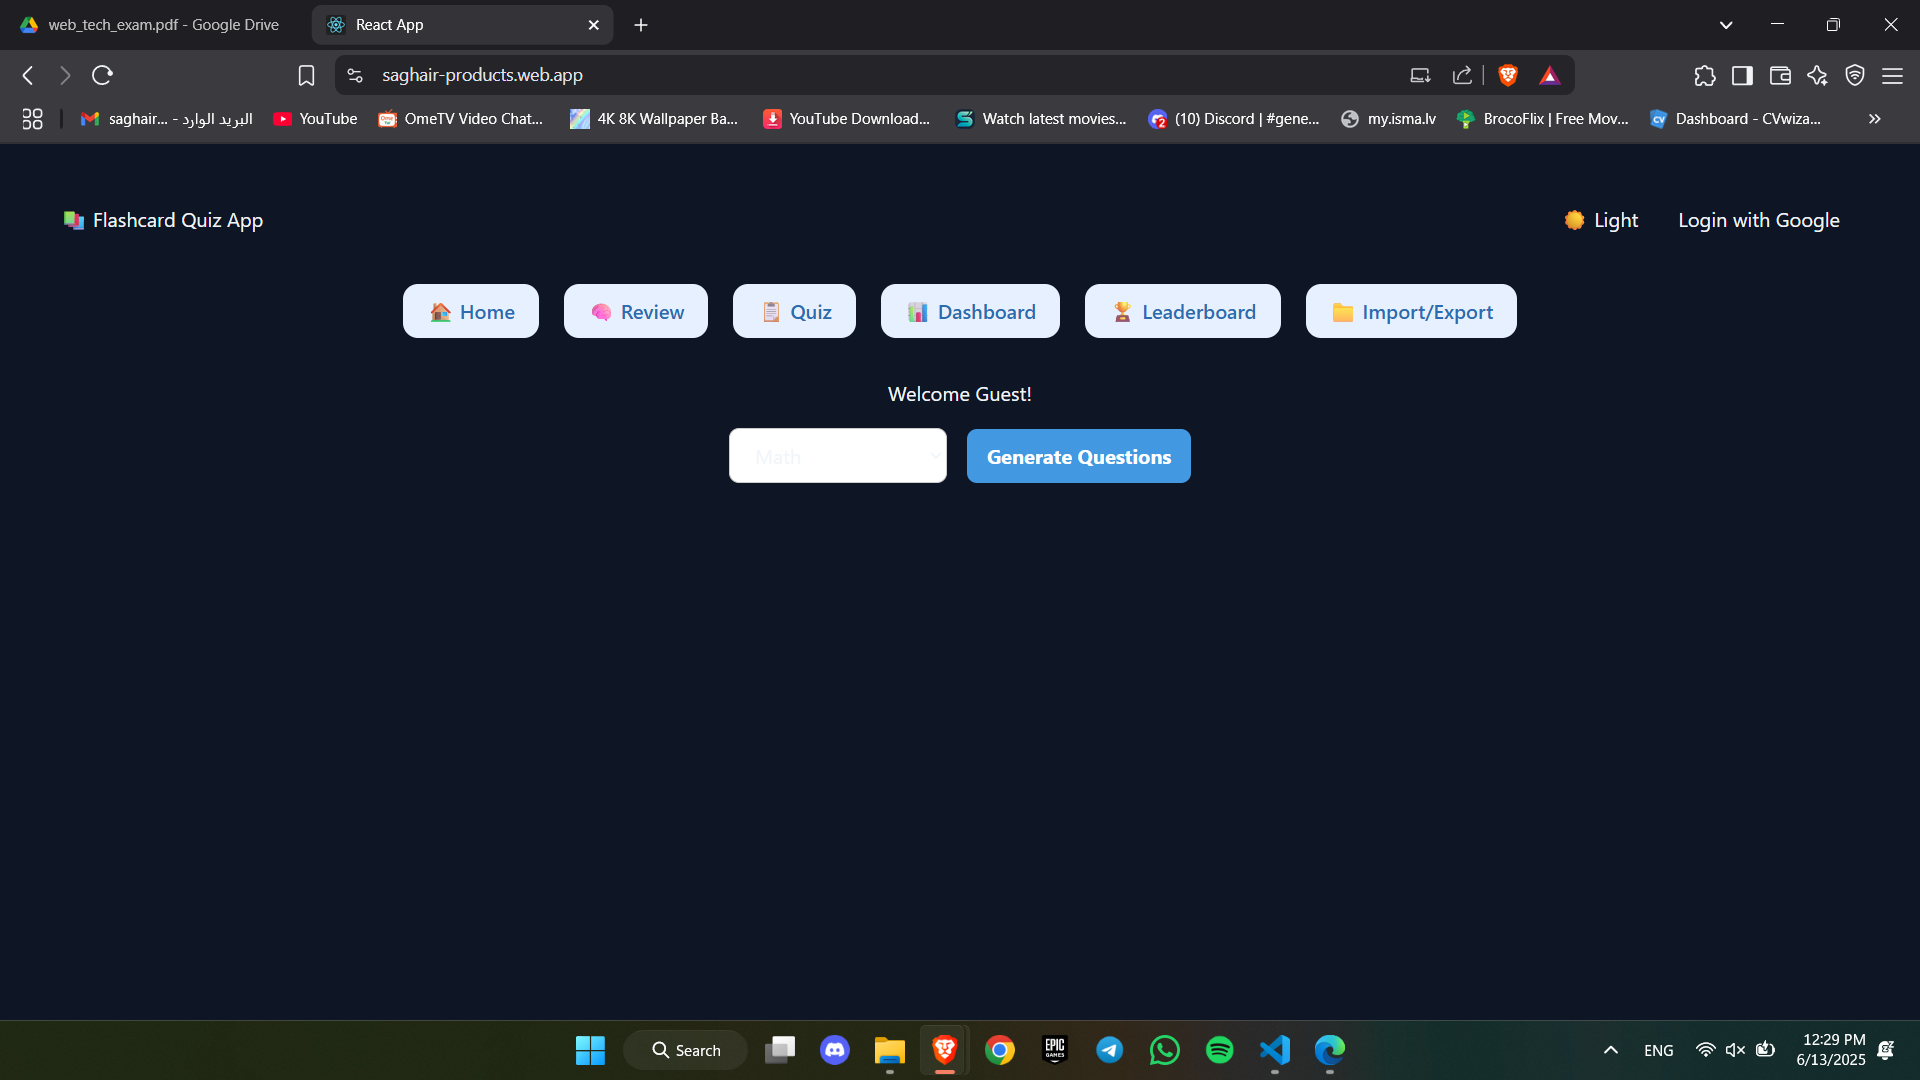 web_tech_exam.pdf - Google Drive
React App
saghair-products.web.app
saghair... - البريد الوارد
YouTube
OmeTV Video Chat...
4K 8K Wallpaper Ba...
YouTube Download...
Watch latest movies...
(10) Discord | #gene...
my.isma.lv
BrocoFlix | Free Mov...
Dashboard - CVwiza...
Flashcard Quiz App
Light
Login with Google
Home
Review
Quiz
Dashboard
Leaderboard
Import/Export
Welcome Guest!
Math
Generate Questions
Search
EPIC
GAMES
ENG
12:29 PM
6/13/2025